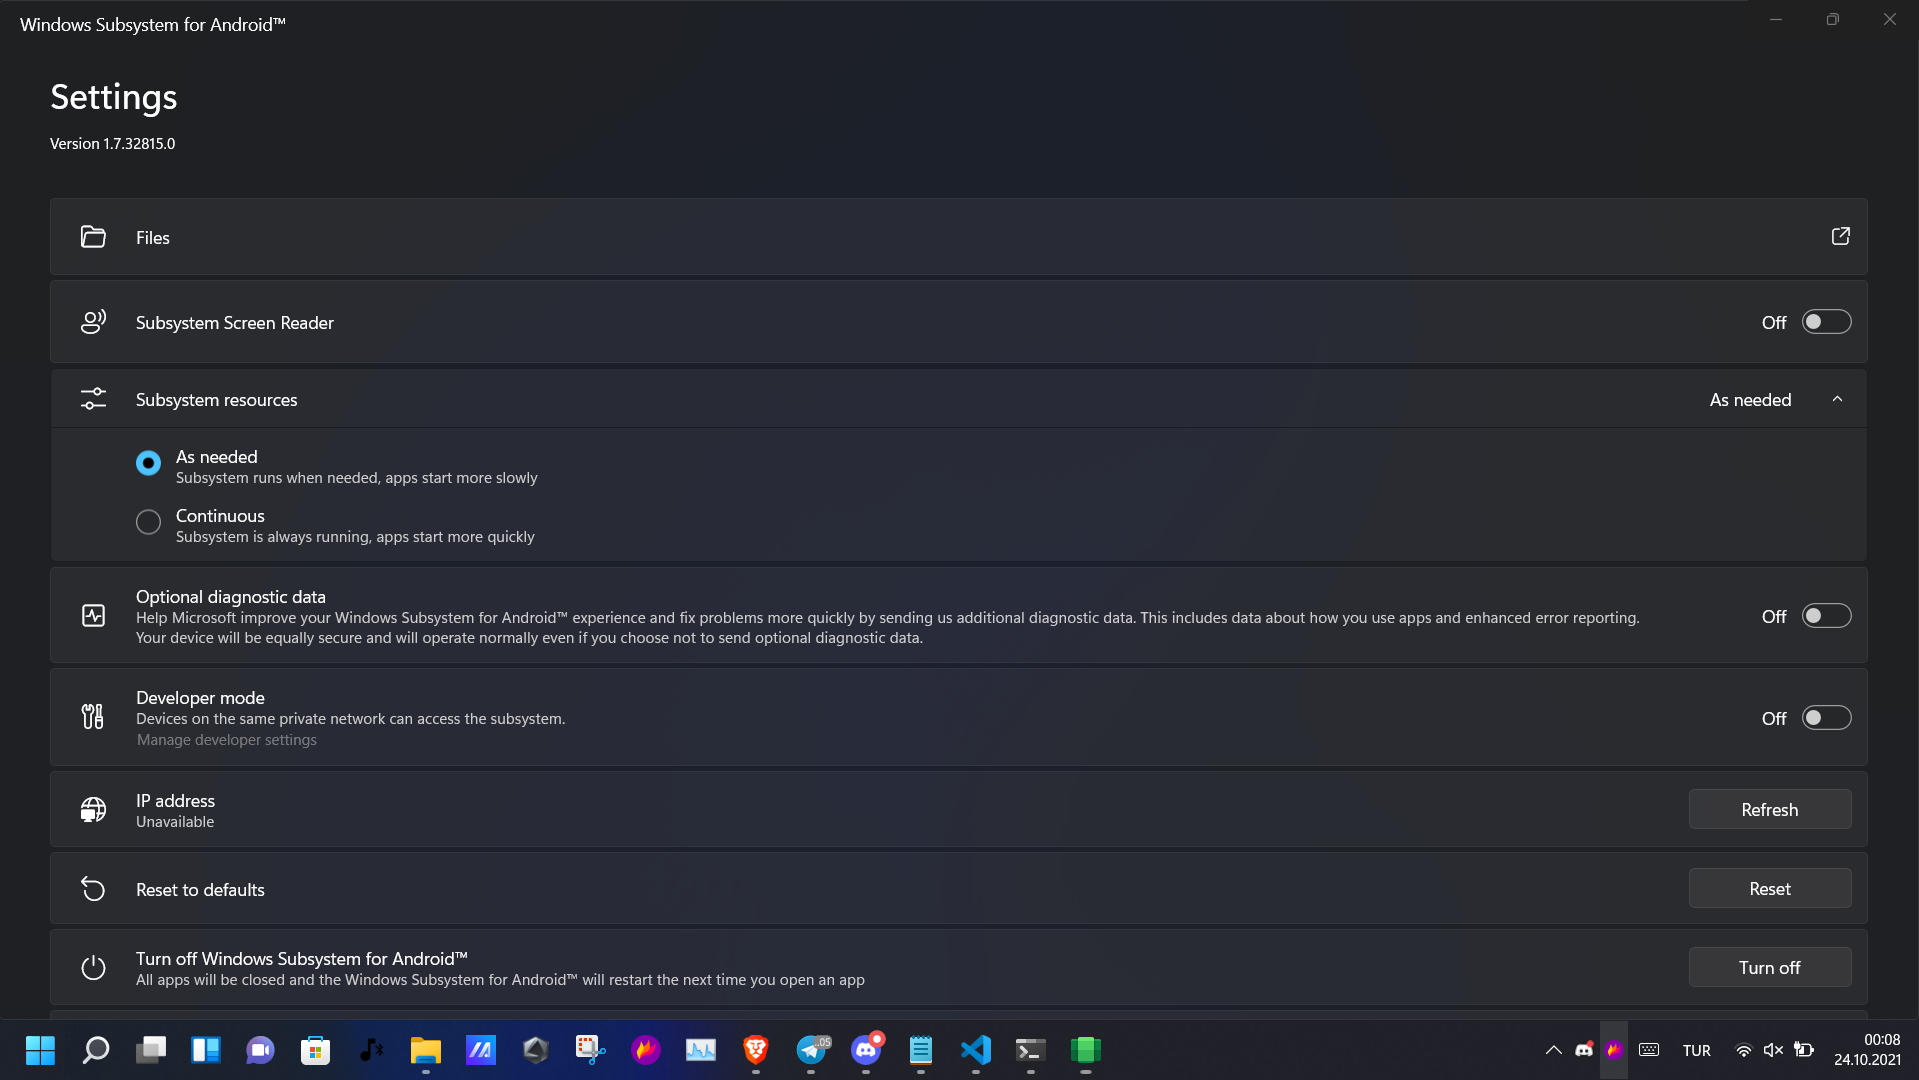 Windows Subsystem for Android™
Settings
Version 1.7.32815.0
Files
Subsystem Screen Reader
Off
Subsystem resources
As needed
As needed
Subsystem runs when needed, apps start more slowly
Continuous
Subsystem is always running, apps start more quickly
Optional diagnostic data
Help Microsoft improve your Windows Subsystem for Android™ experience and fix problems more quickly by sending us additional diagnostic data. This includes data about how you use apps and enhanced error reporting.
Your device will be equally secure and will operate normally even if you choose not to send optional diagnostic data.
Off
Developer mode
Devices on the same private network can access the subsystem.
Manage developer settings
Off
IP address
Unavailable
Refresh
Reset to defaults
Reset
Turn off Windows Subsystem for Android™
All apps will be closed and the Windows Subsystem for Android™ will restart the next time you open an app
Turn off
..05
TUR
00:08
24.10.2021